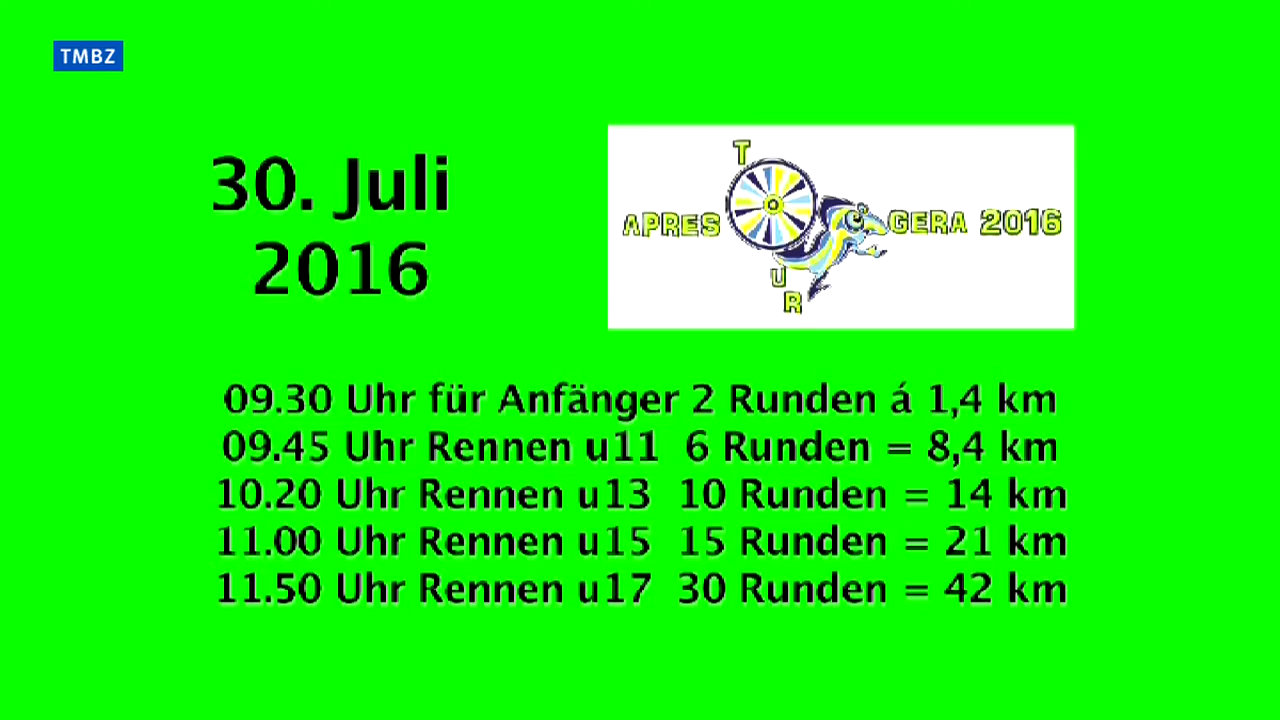 TMBZ
30. Juli
2016
T
APRES O GERA 2016
U
R
09.30 Uhr für Anfänger 2 Runden á 1,4 km
09.45 Uhr Rennen u11 6 Runden = 8,4 km
10.20 Uhr Rennen u13 10 Runden = 14 km
11.00 Uhr Rennen u15 15 Runden = 21 km
11.50 Uhr Rennen u17 30 Runden = 42 km